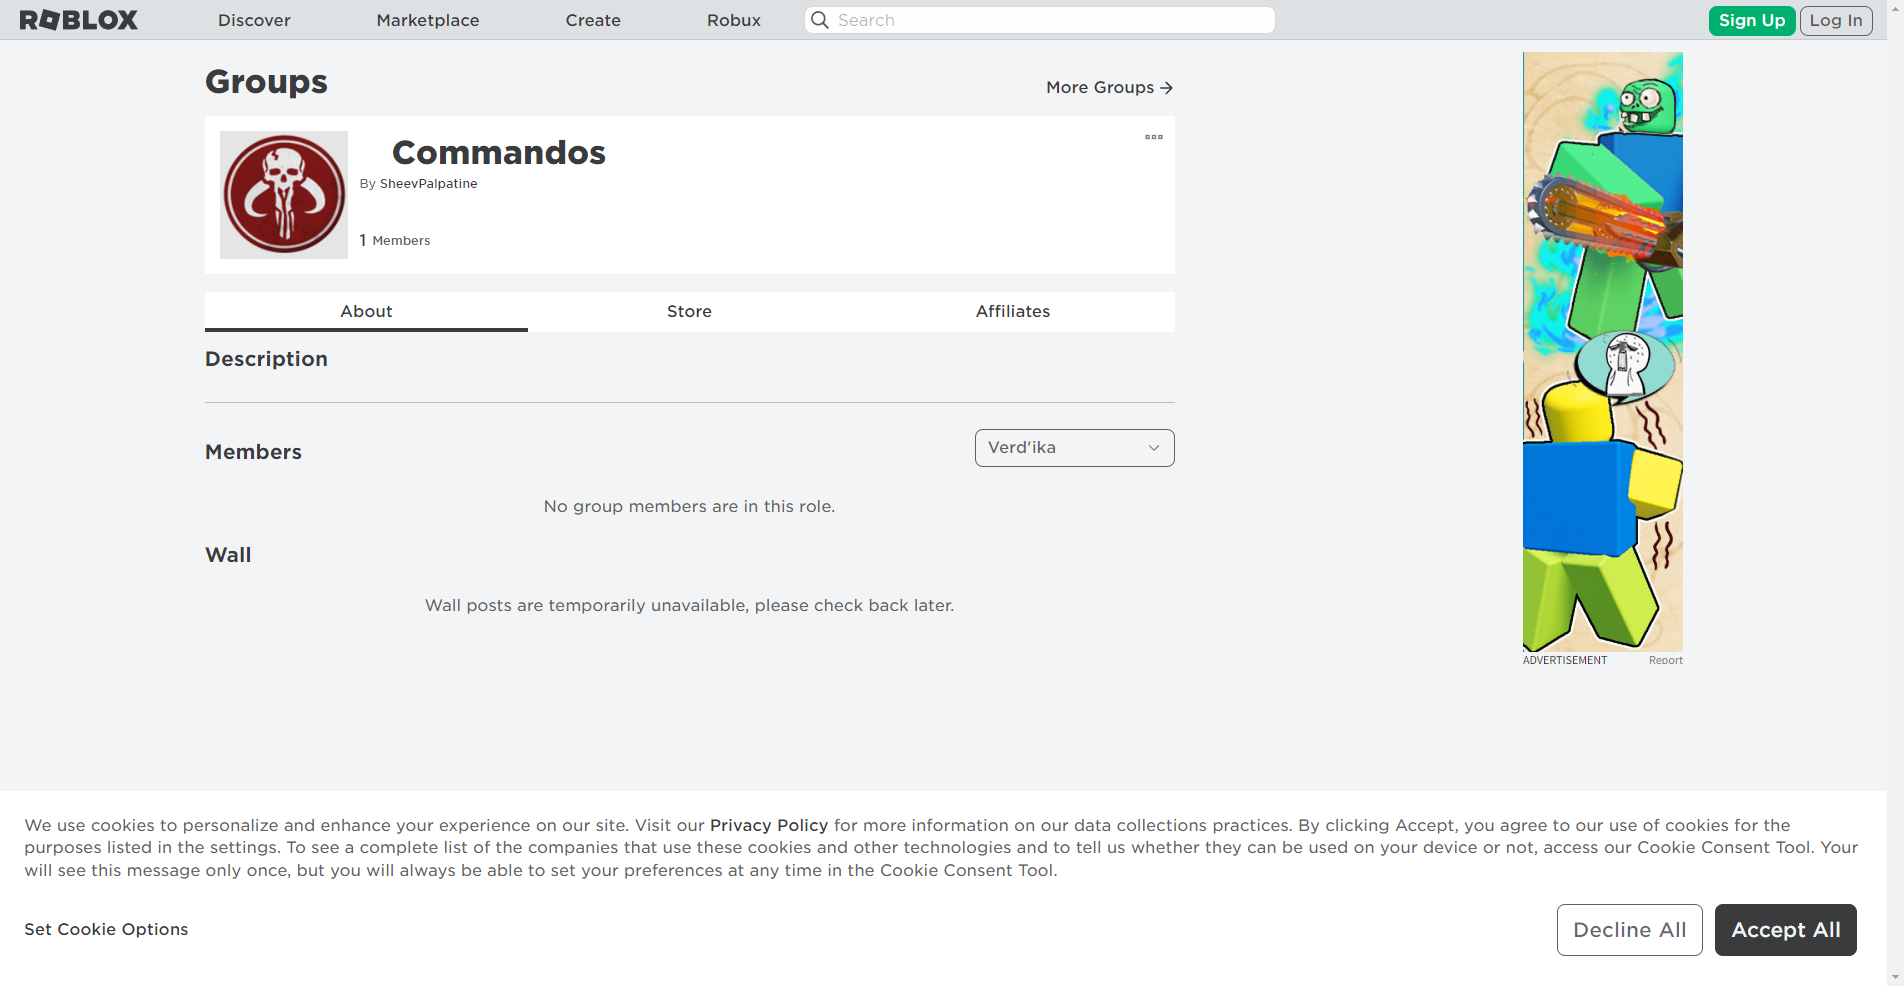 ROBLOX
Discover
Marketplace
Create
Robux
Search
Sign Up
Log In
Groups
More Groups
Commandos
By SheevPalpatine
1 Members
About
Store
Affiliates
Description
Members
Verd'ika
No group members are in this role.
Wall
Wall posts are temporarily unavailable, please check back later.
ADVERTISEMENT
Report
We use cookies to personalize and enhance your experience on our site. Visit our Privacy Policy for more information on our data collections practices. By clicking Accept, you agree to our use of cookies for the
purposes listed in the settings. To see a complete list of the companies that use these cookies and other technologies and to tell us whether they can be used on your device or not, access our Cookie Consent Tool. Your
will see this message only once, but you will always be able to set your preferences at any time in the Cookie Consent Tool.
Set Cookie Options
Decline All
Accept All